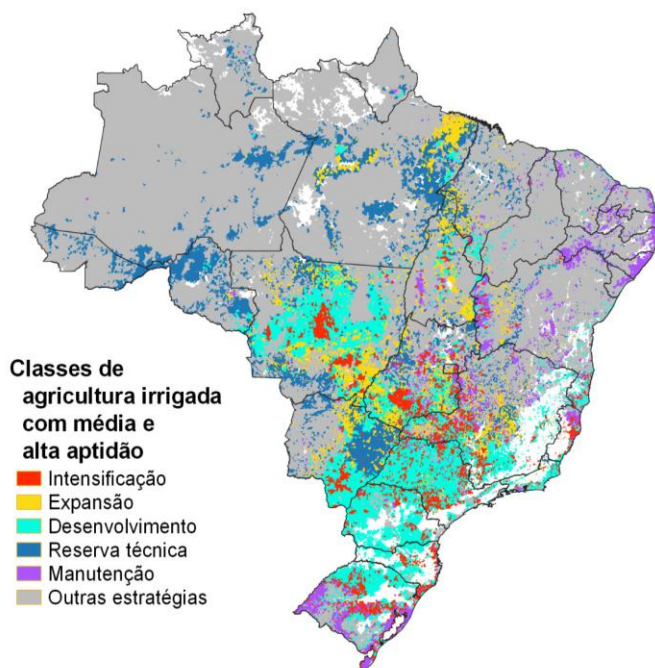 Classes de
agricultura irrigada
com média e
alta aptidão
Intensificação
Expansão
Desenvolvimento
Reserva técnica
Manutenção
Outras estratégias